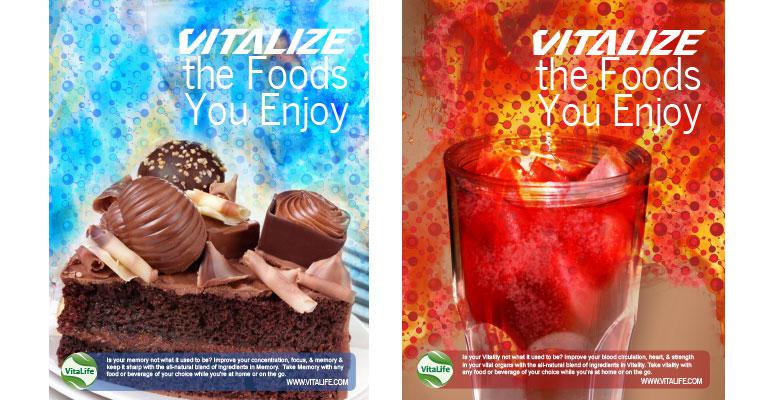 VITALIZE
the Foods
You Enjoy
VitaLife
Is your memory not what it used to be? Improve your concentration, focus, & memory &
keep it sharp with the all-natural blend of ingredients in Memory. Take Memory with any
food or beverage of your choice while you're at home or on the go.
WWW.VITALIFE.COM
VITALIZE
the Foods
You Enjoy
VitaLife
Is your Vitality not what it used to be? Improve your blood circulation, heart, & strength
in your vital organs with the all-natural blend of ingredients in Vitality. Take vitality with
any food or beverage of your choice while you're at home or on the go.
WWW.VITALIFE.COM